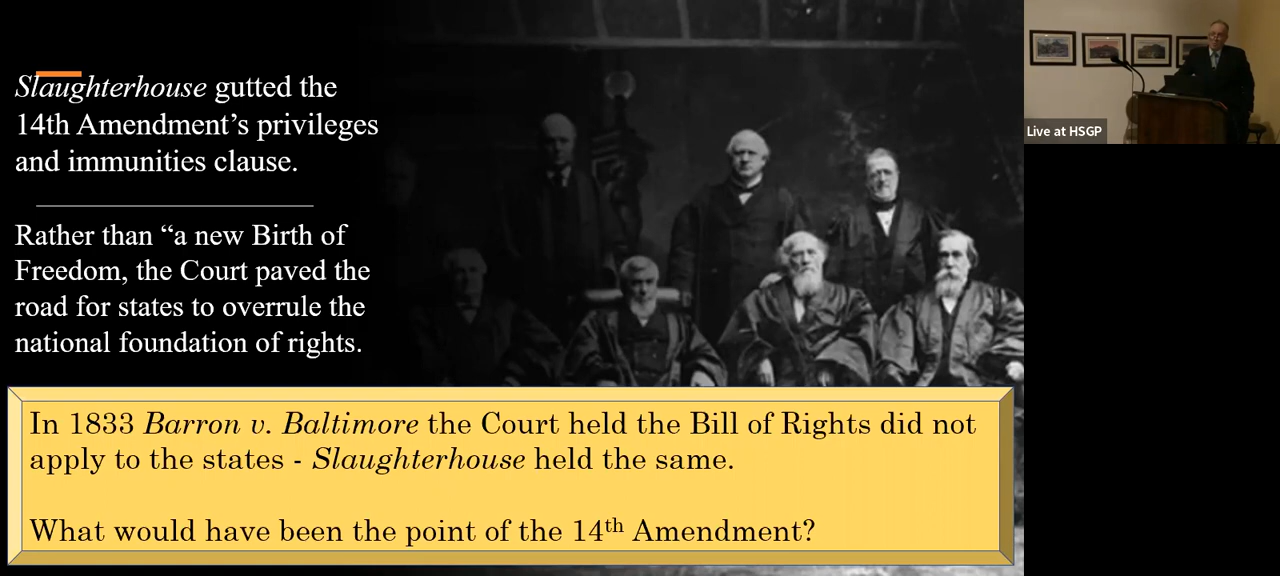 Slaughterhouse gutted the
14th Amendment’s privileges
and immunities clause.
Rather than “a new Birth of
Freedom, the Court paved the
road for states to overrule the
national foundation of rights.
In 1833 Barron v. Baltimore the Court held the Bill of Rights did not
apply to the states - Slaughterhouse held the same.
What would have been the point of the 14th Amendment?
Live at HSGP